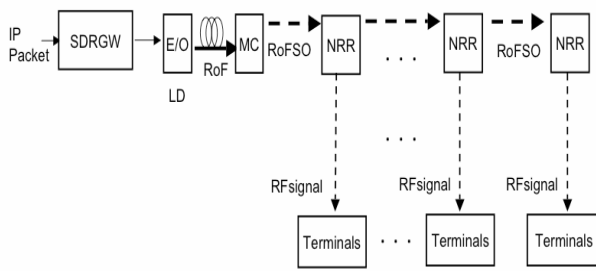 IP
Packet
SDRGW
E/O
LD
RoF
MC
RoFSO
NRR
. . .
NRR
RoFSO
NRR
. . .
RFsignal
RFsignal
RFsignal
Terminals
. . .
Terminals
Terminals